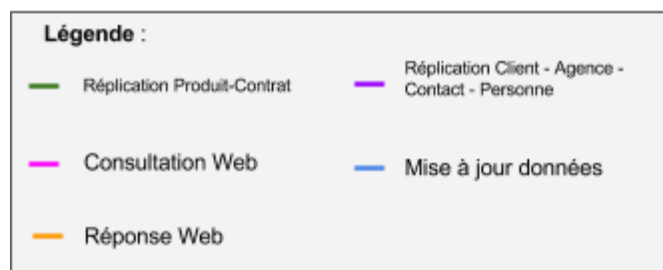 Légende :
Réplication Produit-Contrat
Réplication Client - Agence -
Contact - Personne
Consultation Web
Mise à jour données
Réponse Web